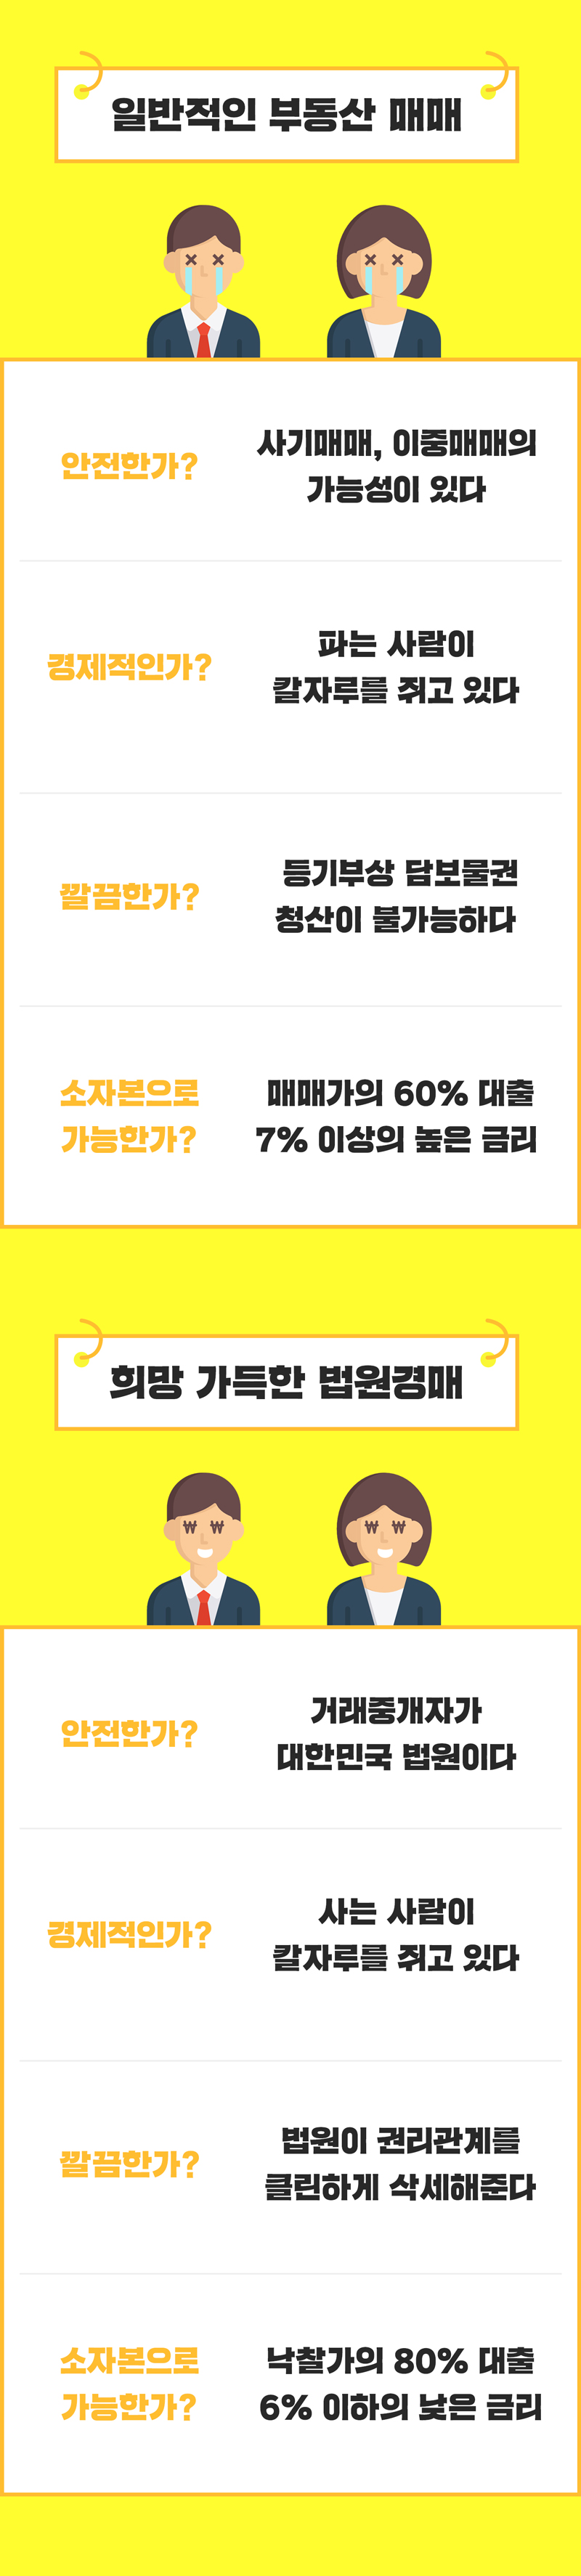 일반적인 부동산 매매
안전한가?
사기매매, 이중매매의
가능성이 있다
경제적인가?
파는 사람이
칼자루를 쥐고 있다
깔끔한가?
등기부상 담보물권
청산이 불가능하다
소자본으로
가능한가?
매매가의 60% 대출
7% 이상의 높은 금리
희망 가득한 법원경매
₩ ₩
₩ ₩
안전한가?
거래중개자가
대한민국 법원이다
경제적인가?
사는 사람이
칼자루를 쥐고 있다
깔끔한가?
법원이 권리관계를
클린하게 삭세해준다
소자본으로
가능한가?
낙찰가의 80% 대출
6% 이하의 낮은 금리